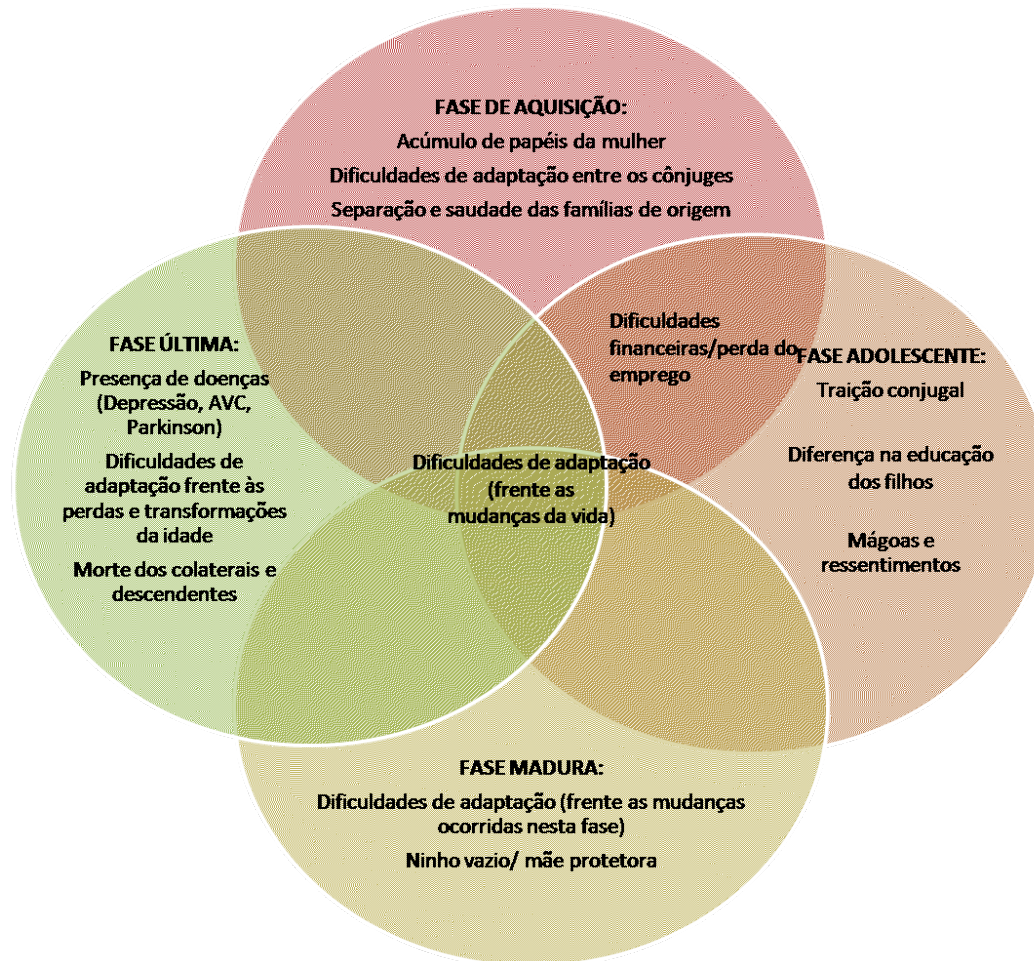 FASE DE AQUISIÇÃO:
Acúmulo de papéis da mulher
Dificuldades de adaptação entre os cônjuges
Separação e saudade das famílias de origem
Dificuldades
financeiras/perda do
emprego
FASE ÚLTIMA:
Presença de doenças
(Depressão, AVC,
Parkinson)
Dificuldades de
adaptação frente às
perdas e transformações
da idade
Morte dos colaterais e
descendentes
Dificuldades de adaptação
(frente as
mudanças da vida)
FASE ADOLESCENTE:
Traição conjugal
Diferença na educação
dos filhos
Mágoas e
ressentimentos
FASE MADURA:
Dificuldades de adaptação (frente as mudanças
ocorridas nesta fase)
Ninho vazio/ mãe protetora